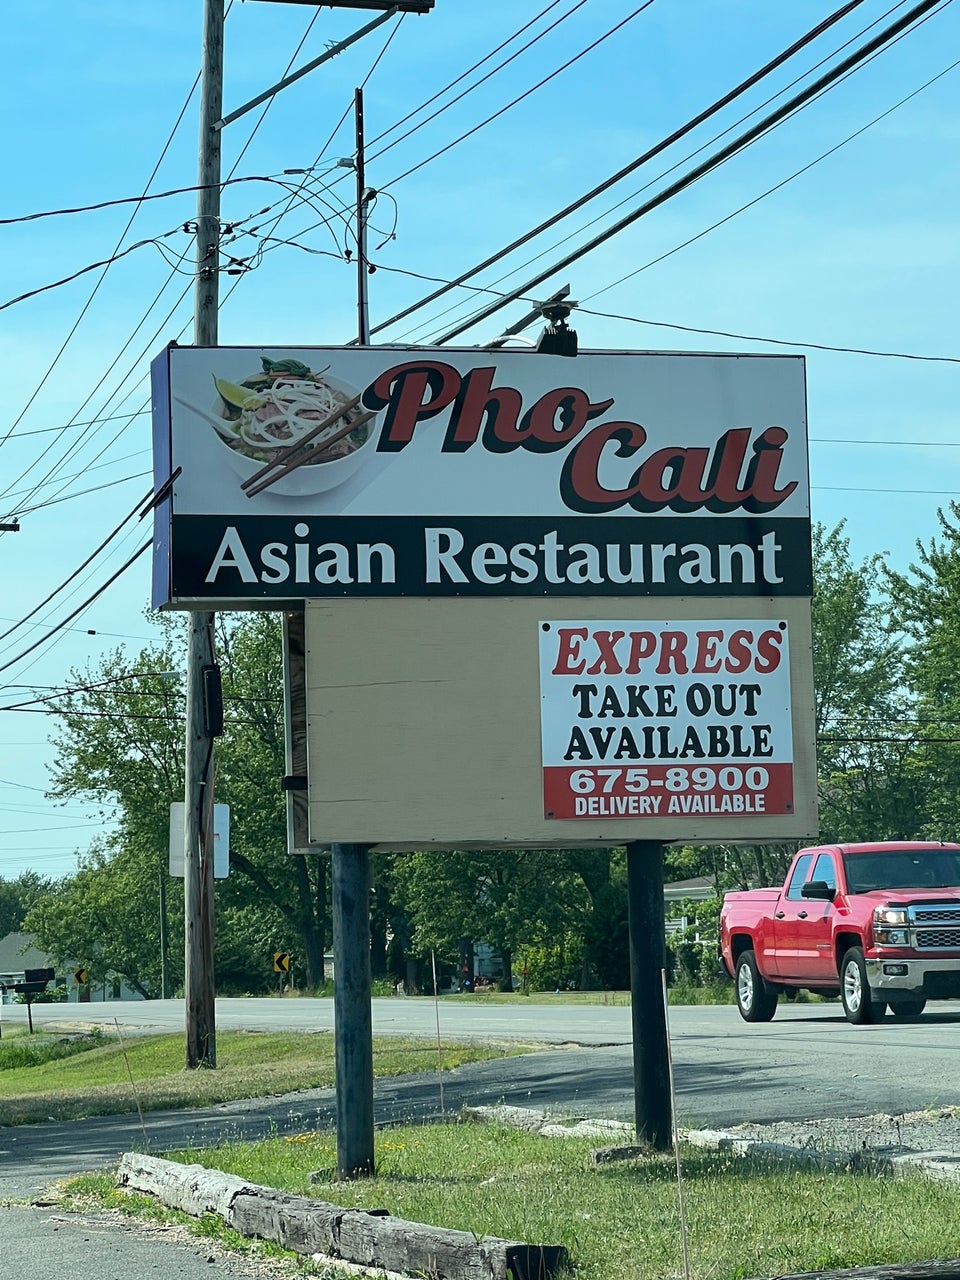 Pho
Cali
Asian Restaurant
EXPRESS
TAKE OUT
AVAILABLE
675-8900
DELIVERY AVAILABLE